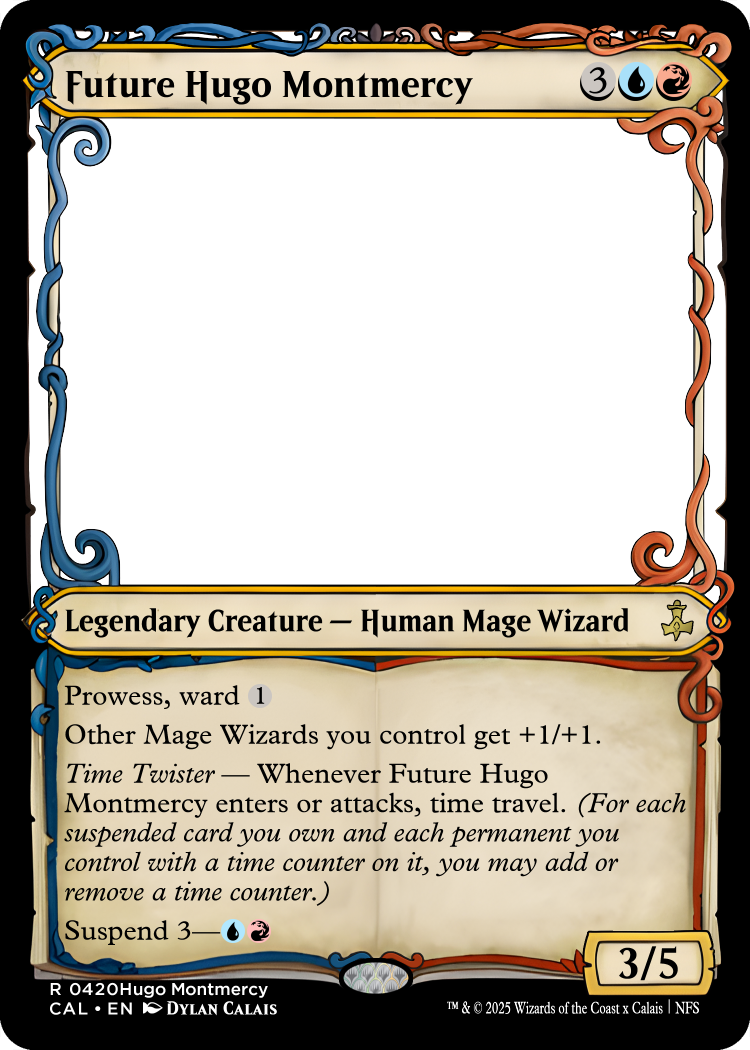 Future Hugo Montmercy 3
Legendary Creature — Human Mage Wizard
Prowess, ward 1
Other Mage Wizards you control get +1/+1.
Time Twister — Whenever Future Hugo
Montmercy enters or attacks, time travel. (For each
suspended card you own and each permanent you
control with a time counter on it, you may add or
remove a time counter.)
Suspend 3—
3/5
R 0420Hugo Montmercy
CAL • EN Dylan Calais
™ & © 2025 Wizards of the Coast x Calais | NFS